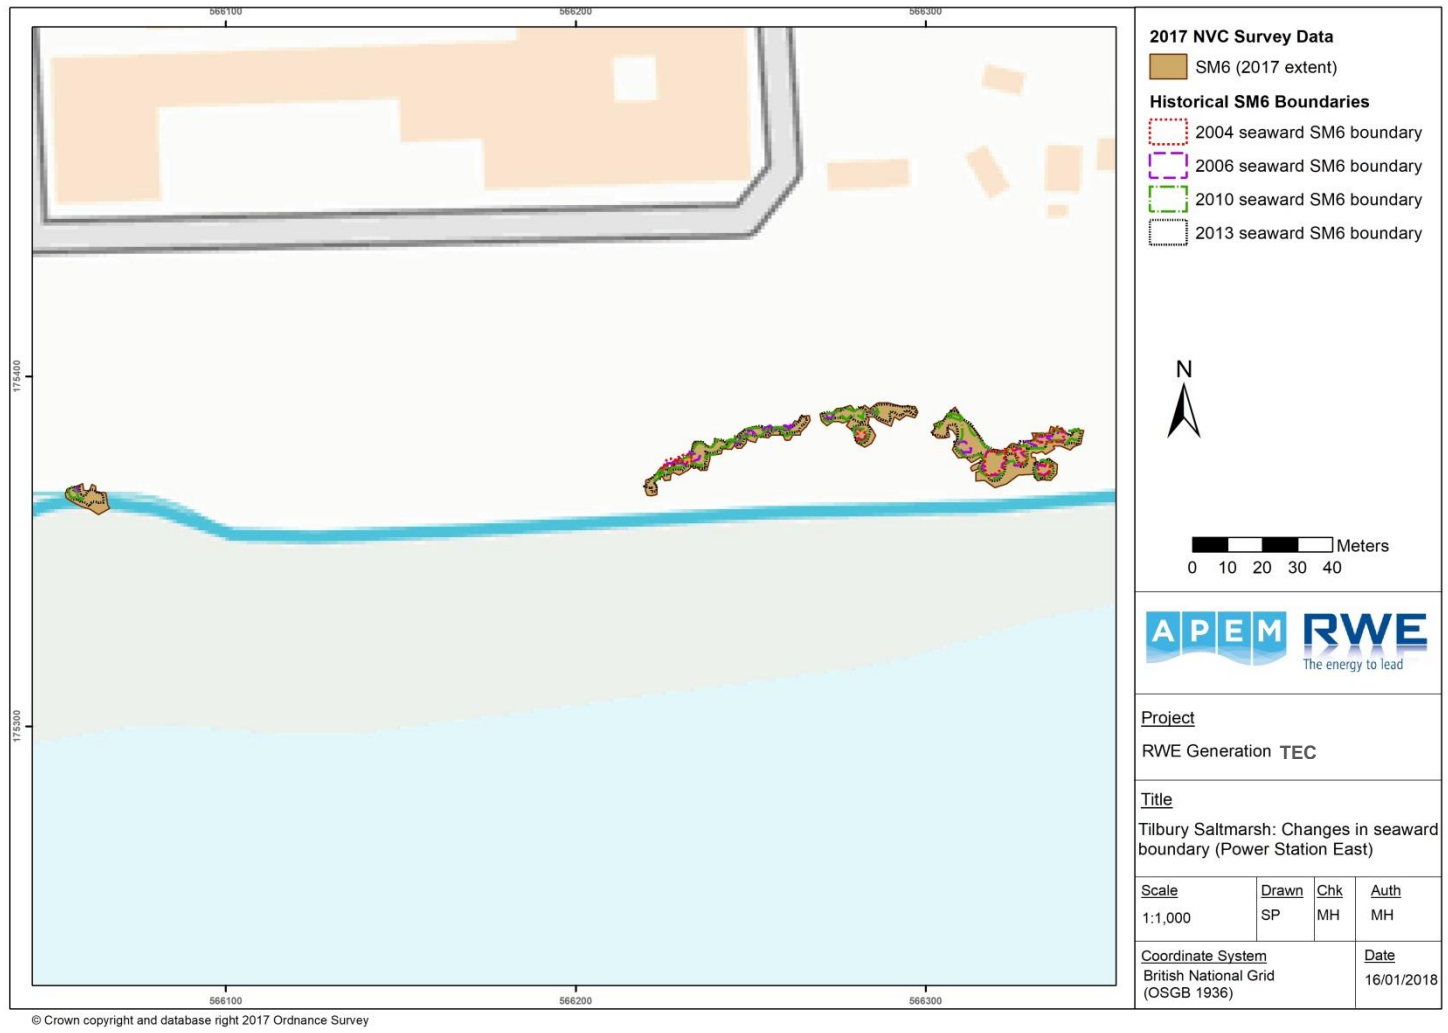 566100
566200
566300
175400
175300
566100
566200
566300
2017 NVC Survey Data
SM6 (2017 extent)
Historical SM6 Boundaries
2004 seaward SM6 boundary
2006 seaward SM6 boundary
2010 seaward SM6 boundary
2013 seaward SM6 boundary
N
Meters
0 10 20 30 40
APEM
RWE
The energy to lead
Project
RWE Generation TEC
Title
Tilbury Saltmarsh: Changes in seaward
boundary (Power Station East)
Scale Drawn Chk Auth
1:1,000 SP MH MH
Coordinate System Date
British National Grid
(OSGB 1936)
16/01/2018
© Crown copyright and database right 2017 Ordnance Survey